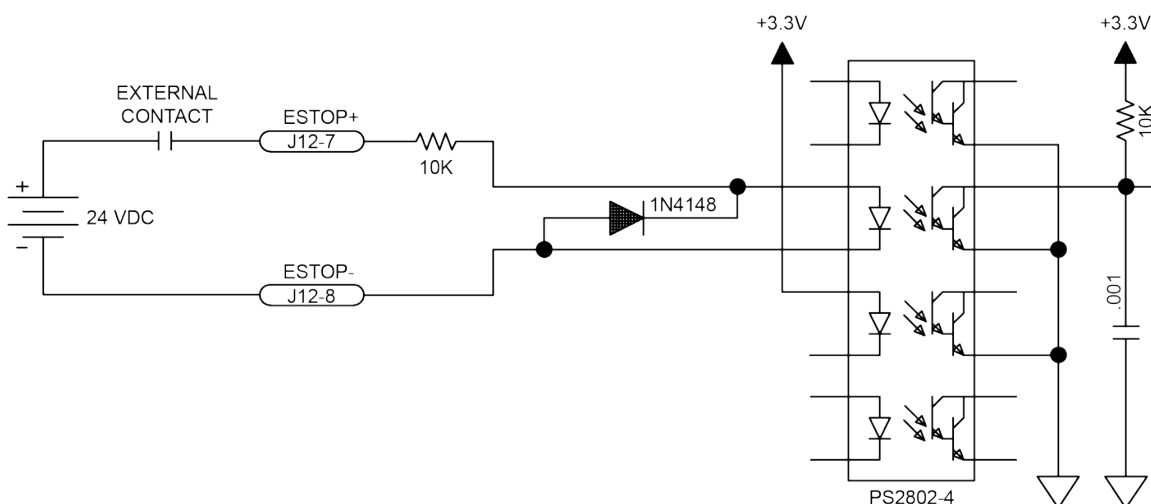 +3.3V
+3.3V
EXTERNAL
CONTACT
ESTOP+
J12-7
10K
10K
+
24 VDC
−
1N4148
ESTOP-
J12-8
.001
PS2802-4